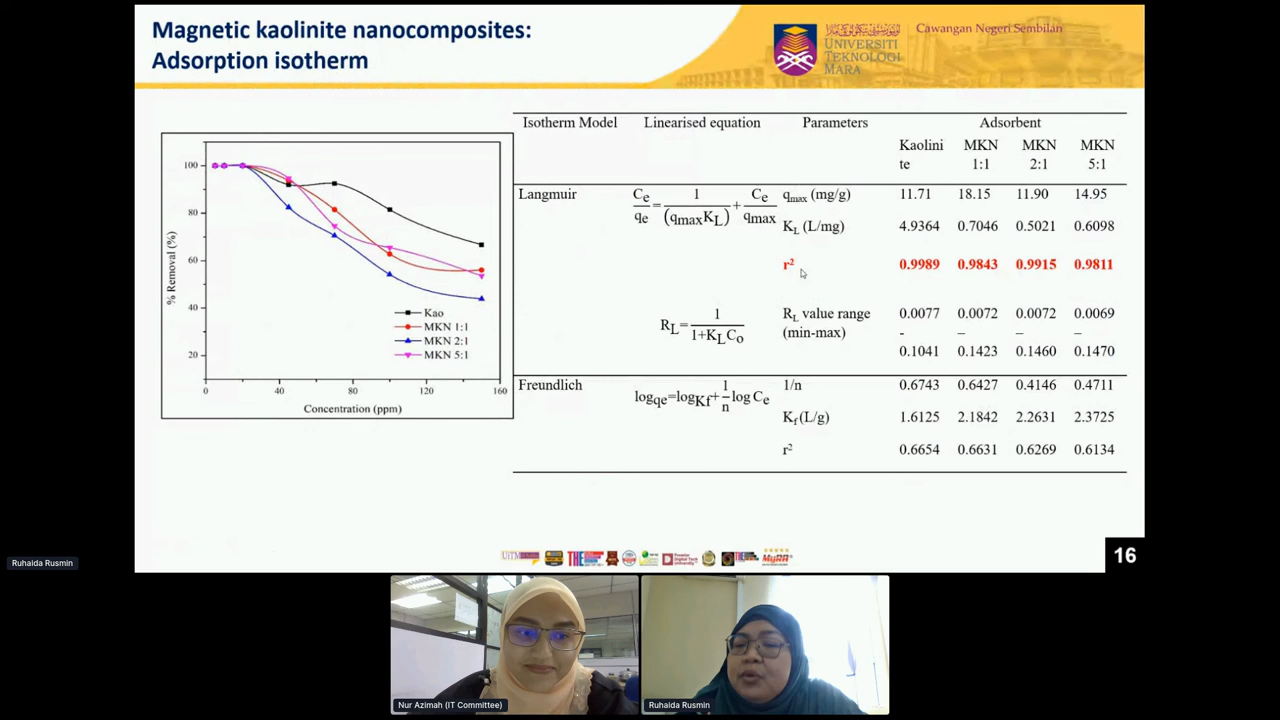 Magnetic kaolinite nanocomposites:
Adsorption isotherm
UNIVERSITI
TEKNOLOGI
MARA
Cawangan Negeri Sembilan
% Removal (%)
100
80
60
40
20
0 40 80 120 160
Concentration (ppm)
Kao
MKN 1:1
MKN 2:1
MKN 5:1
Isotherm Model Linearised equation Parameters Adsorbent
Kaolini
te
MKN
1:1
MKN
2:1
MKN
5:1
Langmuir Ce/qe = 1/(qmaxKL) + Ce/qmax qmax (mg/g) 11.71 18.15 11.90 14.95
KL (L/mg) 4.9364 0.7046 0.5021 0.6098
r² 0.9989 0.9843 0.9915 0.9811
RL = 1/(1+KLCo) RL value range 0.0077 0.0072 0.0072 0.0069
(min-max) - – – –
0.1041 0.1423 0.1460 0.1470
Freundlich logqe=logKf+1/n log Ce 1/n 0.6743 0.6427 0.4146 0.4711
Kf(L/g) 1.6125 2.1842 2.2631 2.3725
r² 0.6654 0.6631 0.6269 0.6134
16
Ruhaida Rusmin
Nur Azimah (IT Committee)
Ruhaida Rusmin